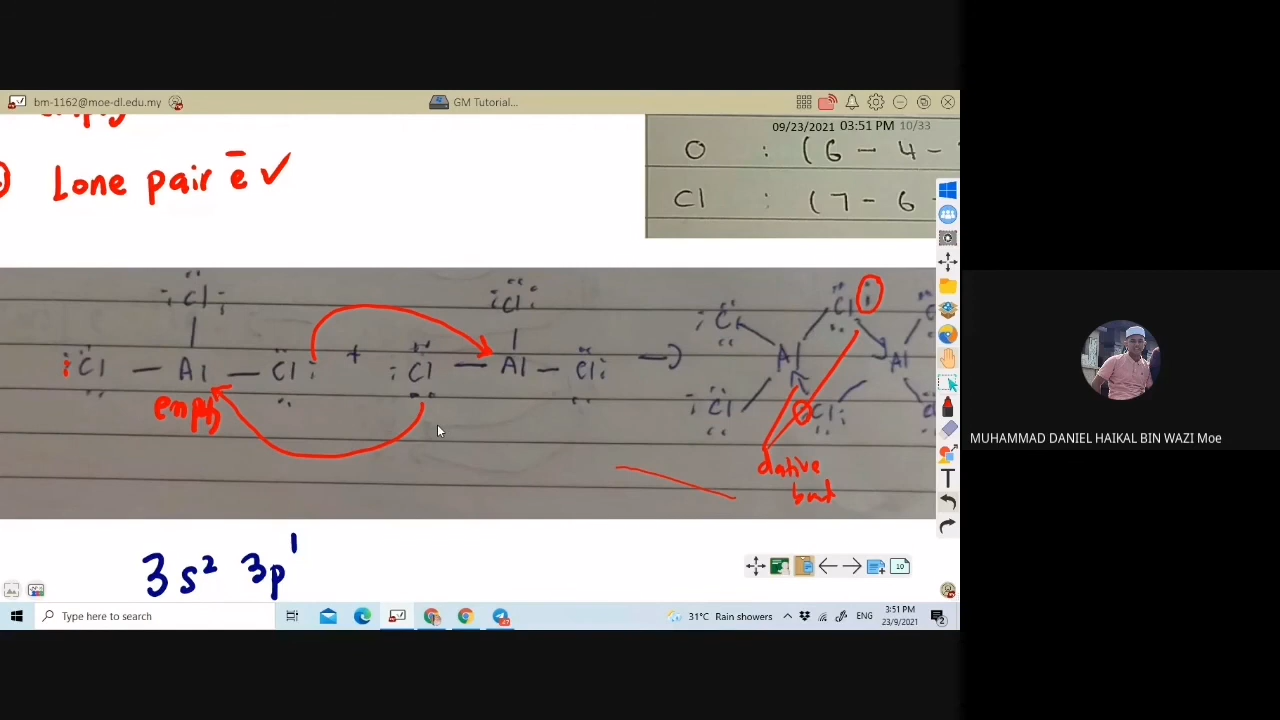 bm-1162@moe-dl.edu.my
GM Tutorial...
09/23/2021 03:51 PM 10/33
O : (6 - 4 -
Lone pair e̅ ✓
Cl : (7 - 6 -
Cl Cl Cl
Cl — Al — Cl + Cl — Al — Cl → Al Al
empty
Cl Cl
dative
3s² 3p¹
10
MUHAMMAD DANIEL HAIKAL BIN WAZI Moe
Type here to search
31°C Rain showers
ENG
3:51 PM
23/9/2021
2